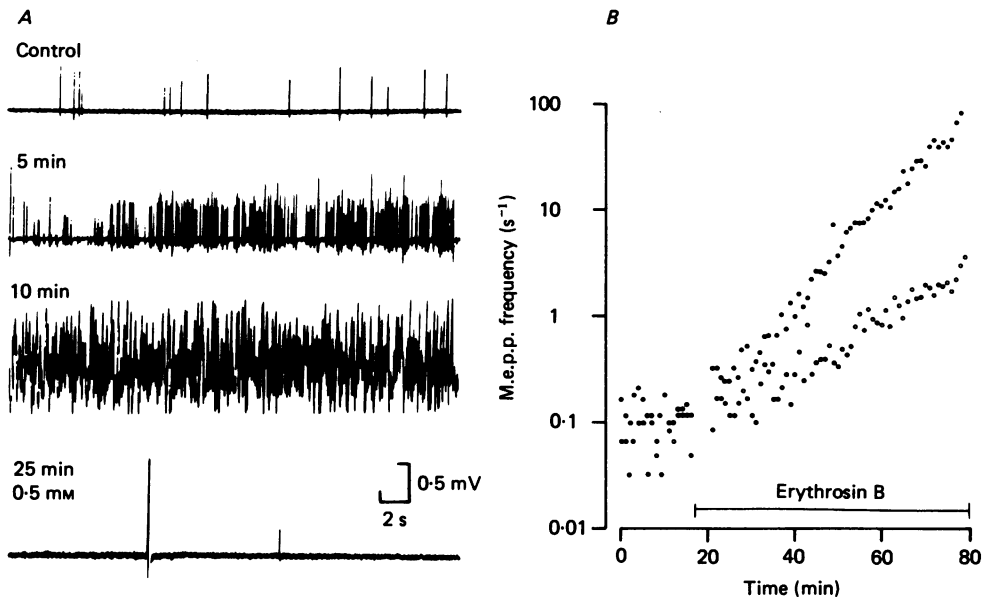 A
Control
5 min
10 min
25 min
0·5 mM
0·5 mV
2 s
B
M.e.p.p. frequency (s⁻¹)
100
10
1
0·1
0·01
Erythrosin B
0
20
40
60
80
Time (min)